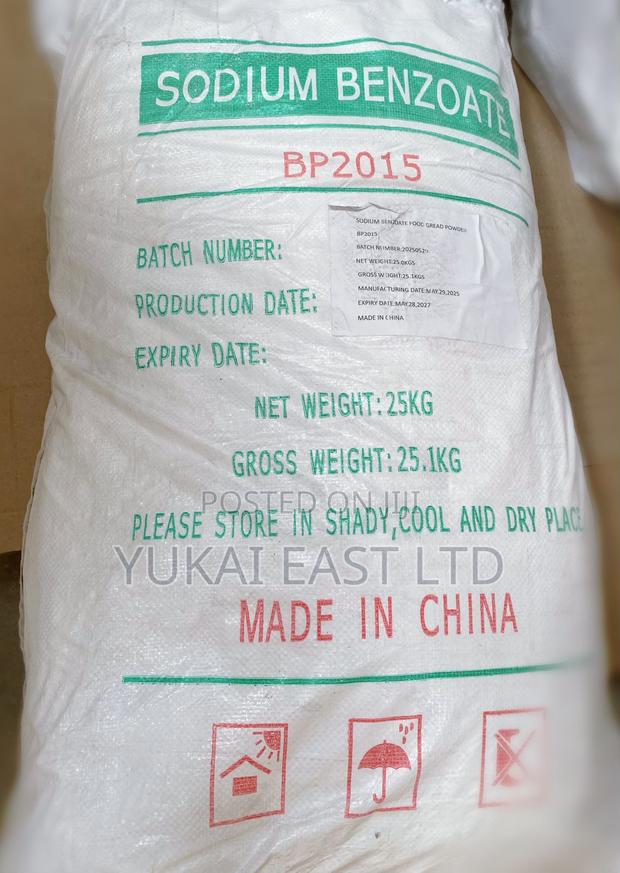 SODIUM BENZOATE
BP2015
SODIUM BENZOATE FOOD GREAD POWDER
BP2015
BATCH NUMBER:20250529
NET WEIGHT:25.0KGS
GROSS WEIGHT:25.1KGS
MANUFACTURING DATE:MAY.29,2025
EXPIRY DATE:MAY.28,2027
MADE IN CHINA
BATCH NUMBER:
PRODUCTION DATE:
EXPIRY DATE:
NET WEIGHT:25KG
GROSS WEIGHT:25.1KG
POSTED ON JIJI
PLEASE STORE IN SHADY,COOL AND DRY PLACE
YUKAI EAST LTD
MADE IN CHINA